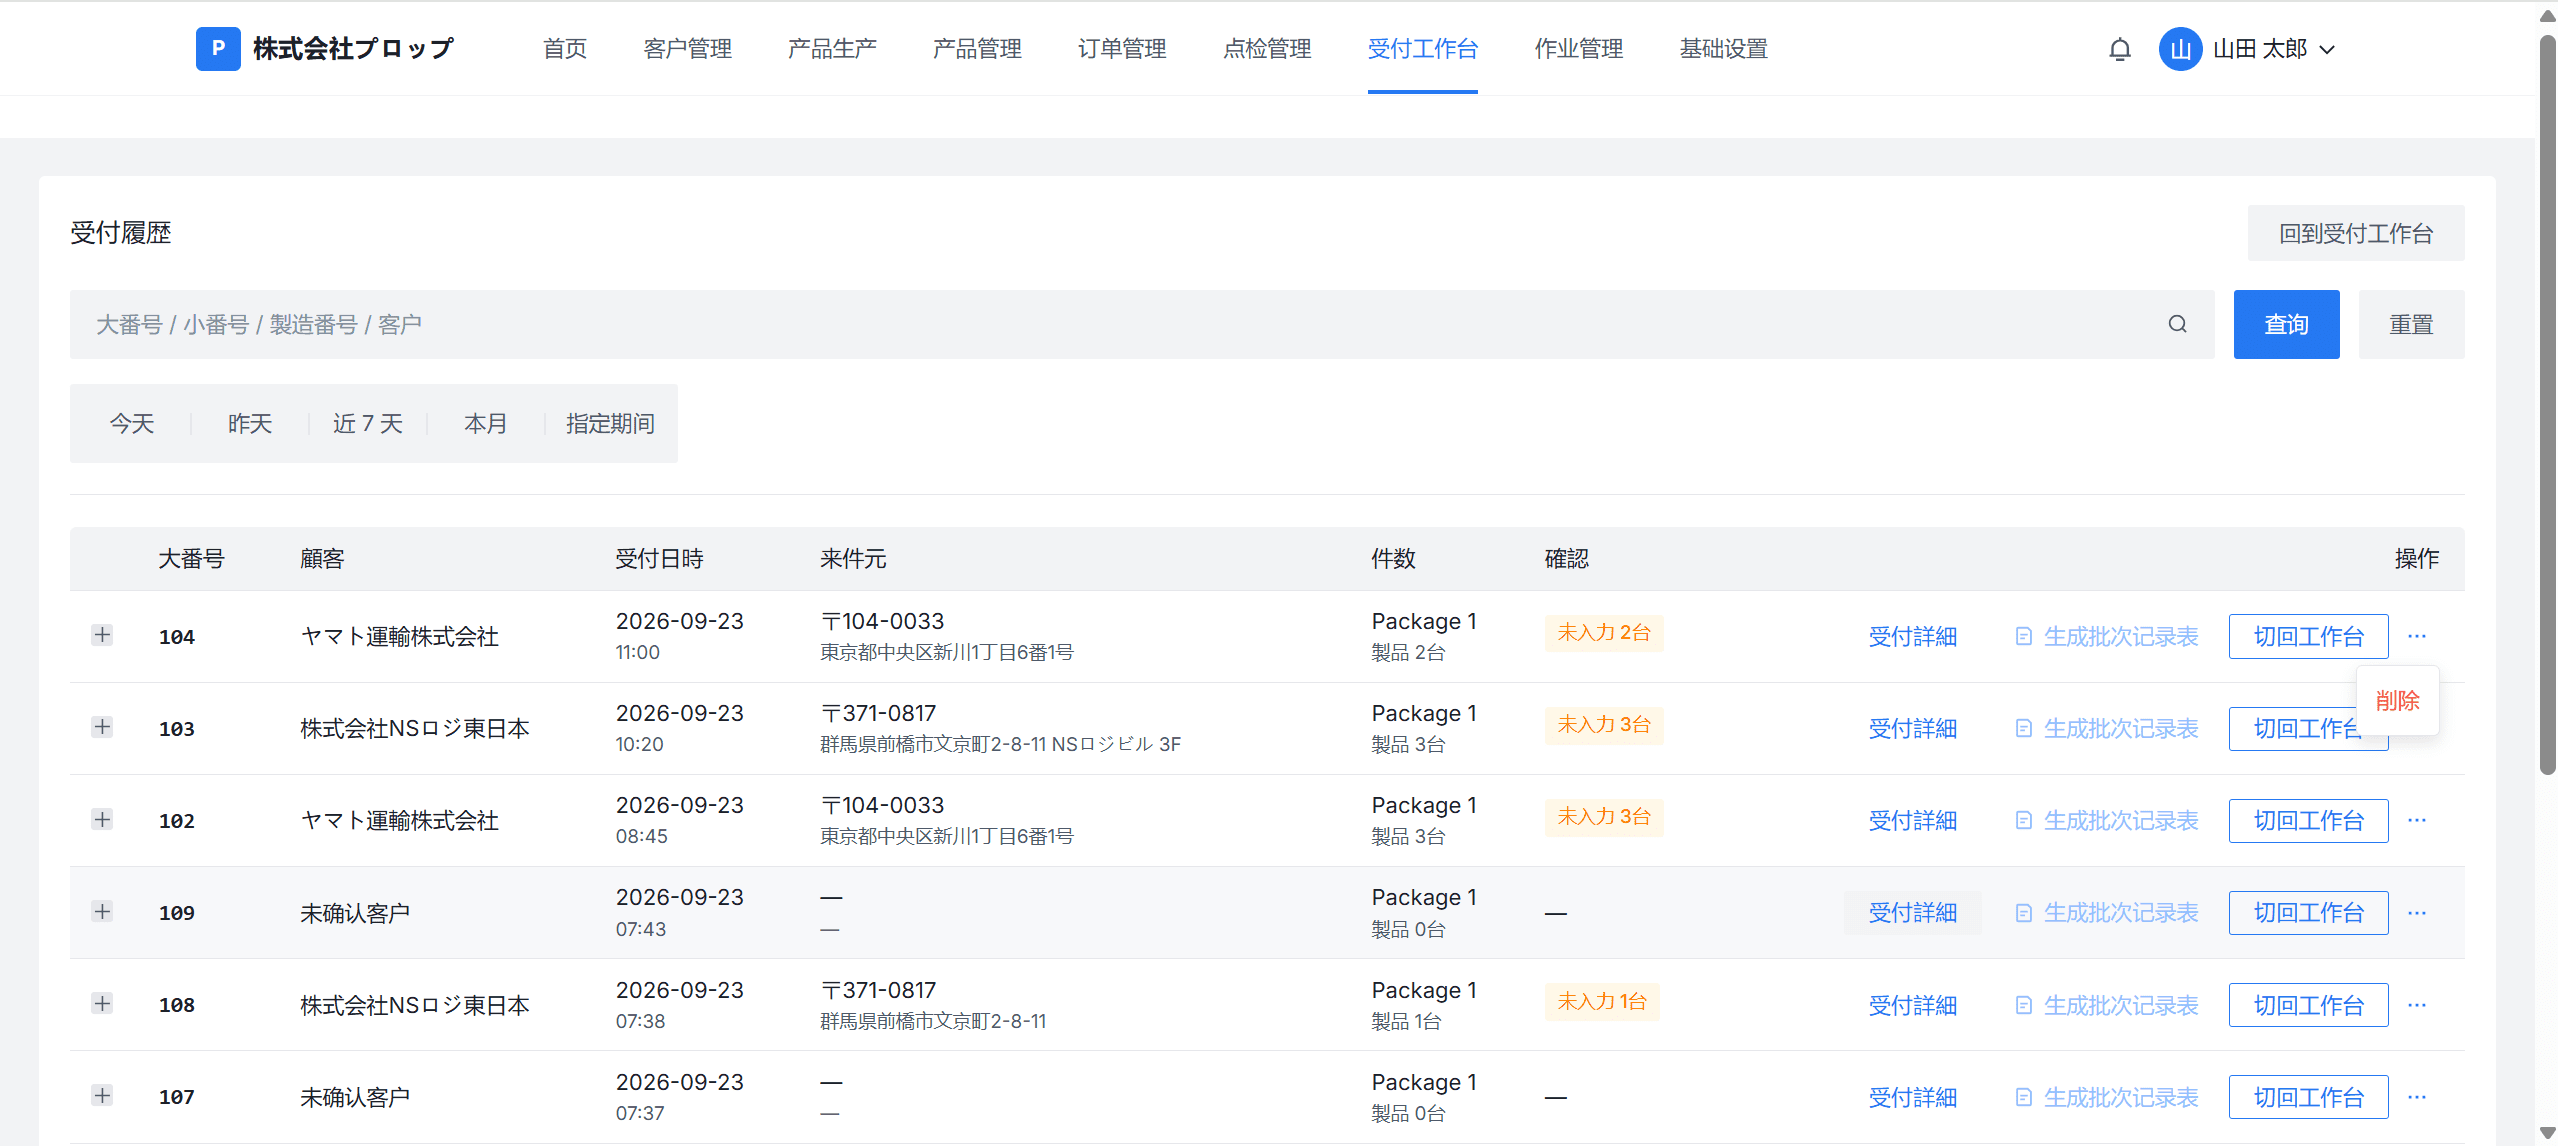 P 株式会社プロップ 首页 客户管理 产品生产 产品管理 订单管理 点检管理 受付工作台 作业管理 基础设置 山 山田 太郎
受付履歴 回到受付工作台
大番号 / 小番号 / 製造番号 / 客户 查询 重置
今天 昨天 近 7 天 本月 指定期间
大番号 顧客 受付日時 来件元 件数 確認 操作
104 ヤマト運輸株式会社 2026-09-23 〒104-0033 Package 1 未入力 2台 受付詳細 生成批次记录表 切回工作台 ···
11:00 東京都中央区新川1丁目6番1号 製品 2台
削除
103 株式会社NSロジ東日本 2026-09-23 〒371-0817 Package 1 未入力 3台 受付詳細 生成批次记录表 切回工作台
10:20 群馬県前橋市文京町2-8-11 NSロジビル 3F 製品 3台
102 ヤマト運輸株式会社 2026-09-23 〒104-0033 Package 1 未入力 3台 受付詳細 生成批次记录表 切回工作台 ···
08:45 東京都中央区新川1丁目6番1号 製品 3台
109 未确认客户 2026-09-23 — Package 1 — 受付詳細 生成批次记录表 切回工作台 ···
07:43 — 製品 0台
108 株式会社NSロジ東日本 2026-09-23 〒371-0817 Package 1 未入力 1台 受付詳細 生成批次记录表 切回工作台 ···
07:38 群馬県前橋市文京町2-8-11 製品 1台
107 未确认客户 2026-09-23 — Package 1 — 受付詳細 生成批次记录表 切回工作台 ···
07:37 — 製品 0台